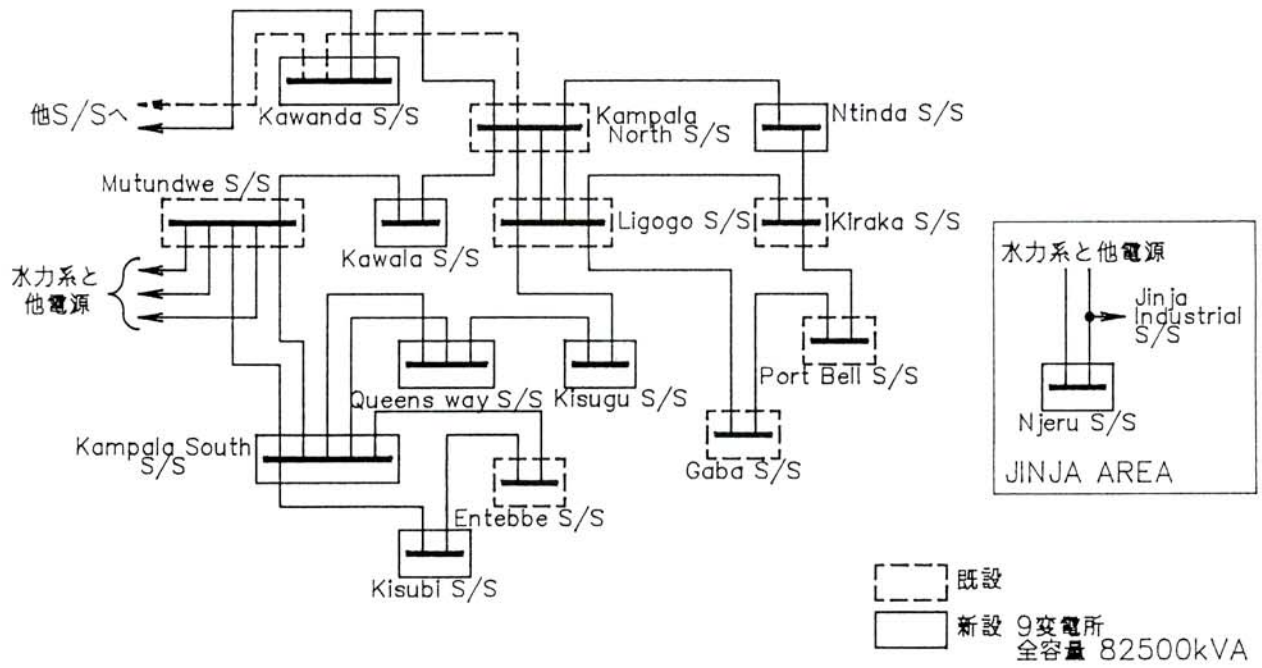 Kawanda S/S
他S/Sへ
Kampala
North S/S
Ntinda S/S
Mutundwe S/S
Kawala S/S
Ligogo S/S
Kiraka S/S
水力系と
他電源
Queens way S/S
Kisugu S/S
Port Bell S/S
Kampala South
S/S
Gaba S/S
Entebbe S/S
Kisubi S/S
水力系と他電源
Jinja
Industrial
S/S
Njeru S/S
JINJA AREA
既設
新設 9変電所
全容量 82500kVA